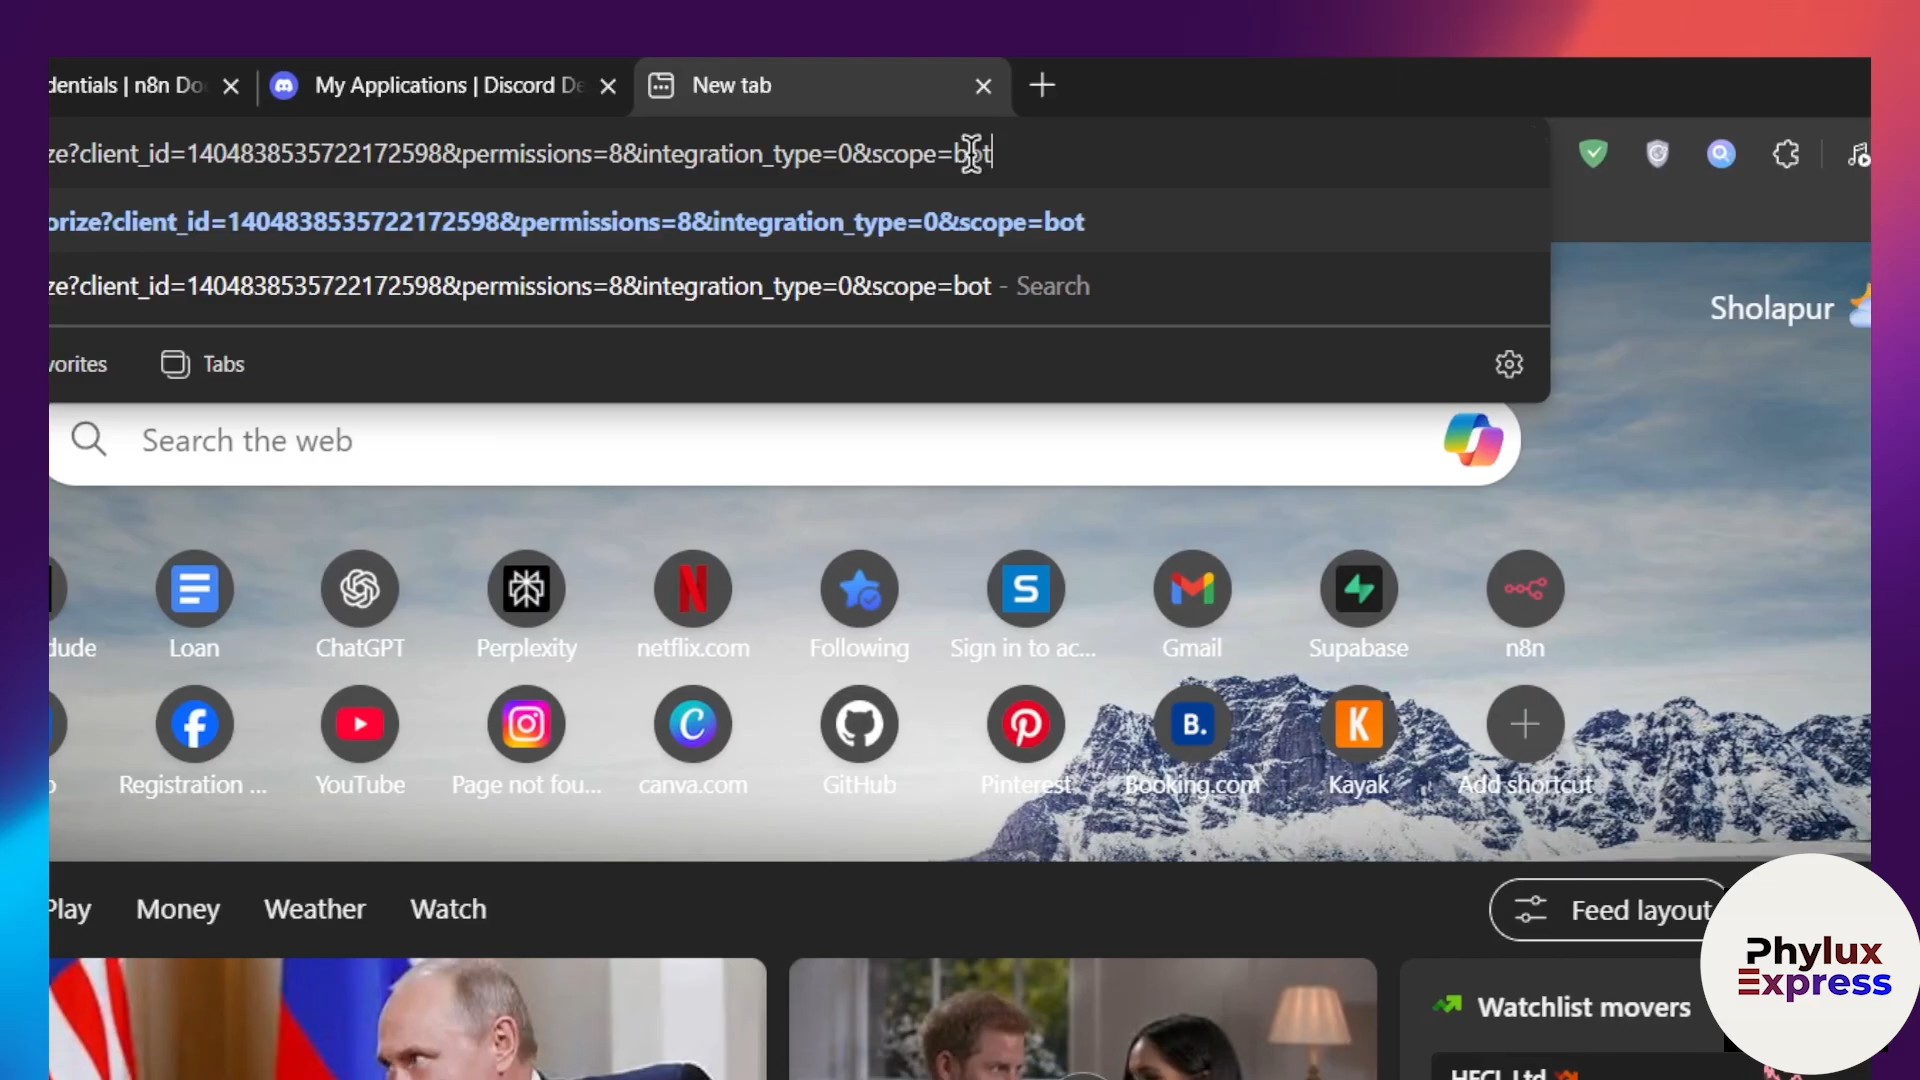 dentials | n8n Do
My Applications | Discord De
New tab
ze?client_id=1404838535722172598&permissions=8&integration_type=0&scope=bot
orize?client_id=1404838535722172598&permissions=8&integration_type=0&scope=bot
ze?client_id=1404838535722172598&permissions=8&integration_type=0&scope=bot - Search
vorites
Tabs
Sholapur
Search the web
dude
Loan
ChatGPT
Perplexity
netflix.com
Following
Sign in to ac...
Gmail
Supabase
n8n
Registration ...
YouTube
Page not fou...
canva.com
GitHub
Pinterest
Booking.com
Kayak
Add shortcut
Play
Money
Weather
Watch
Feed layout
Phylux
Express
Watchlist movers
HFCL Ltd